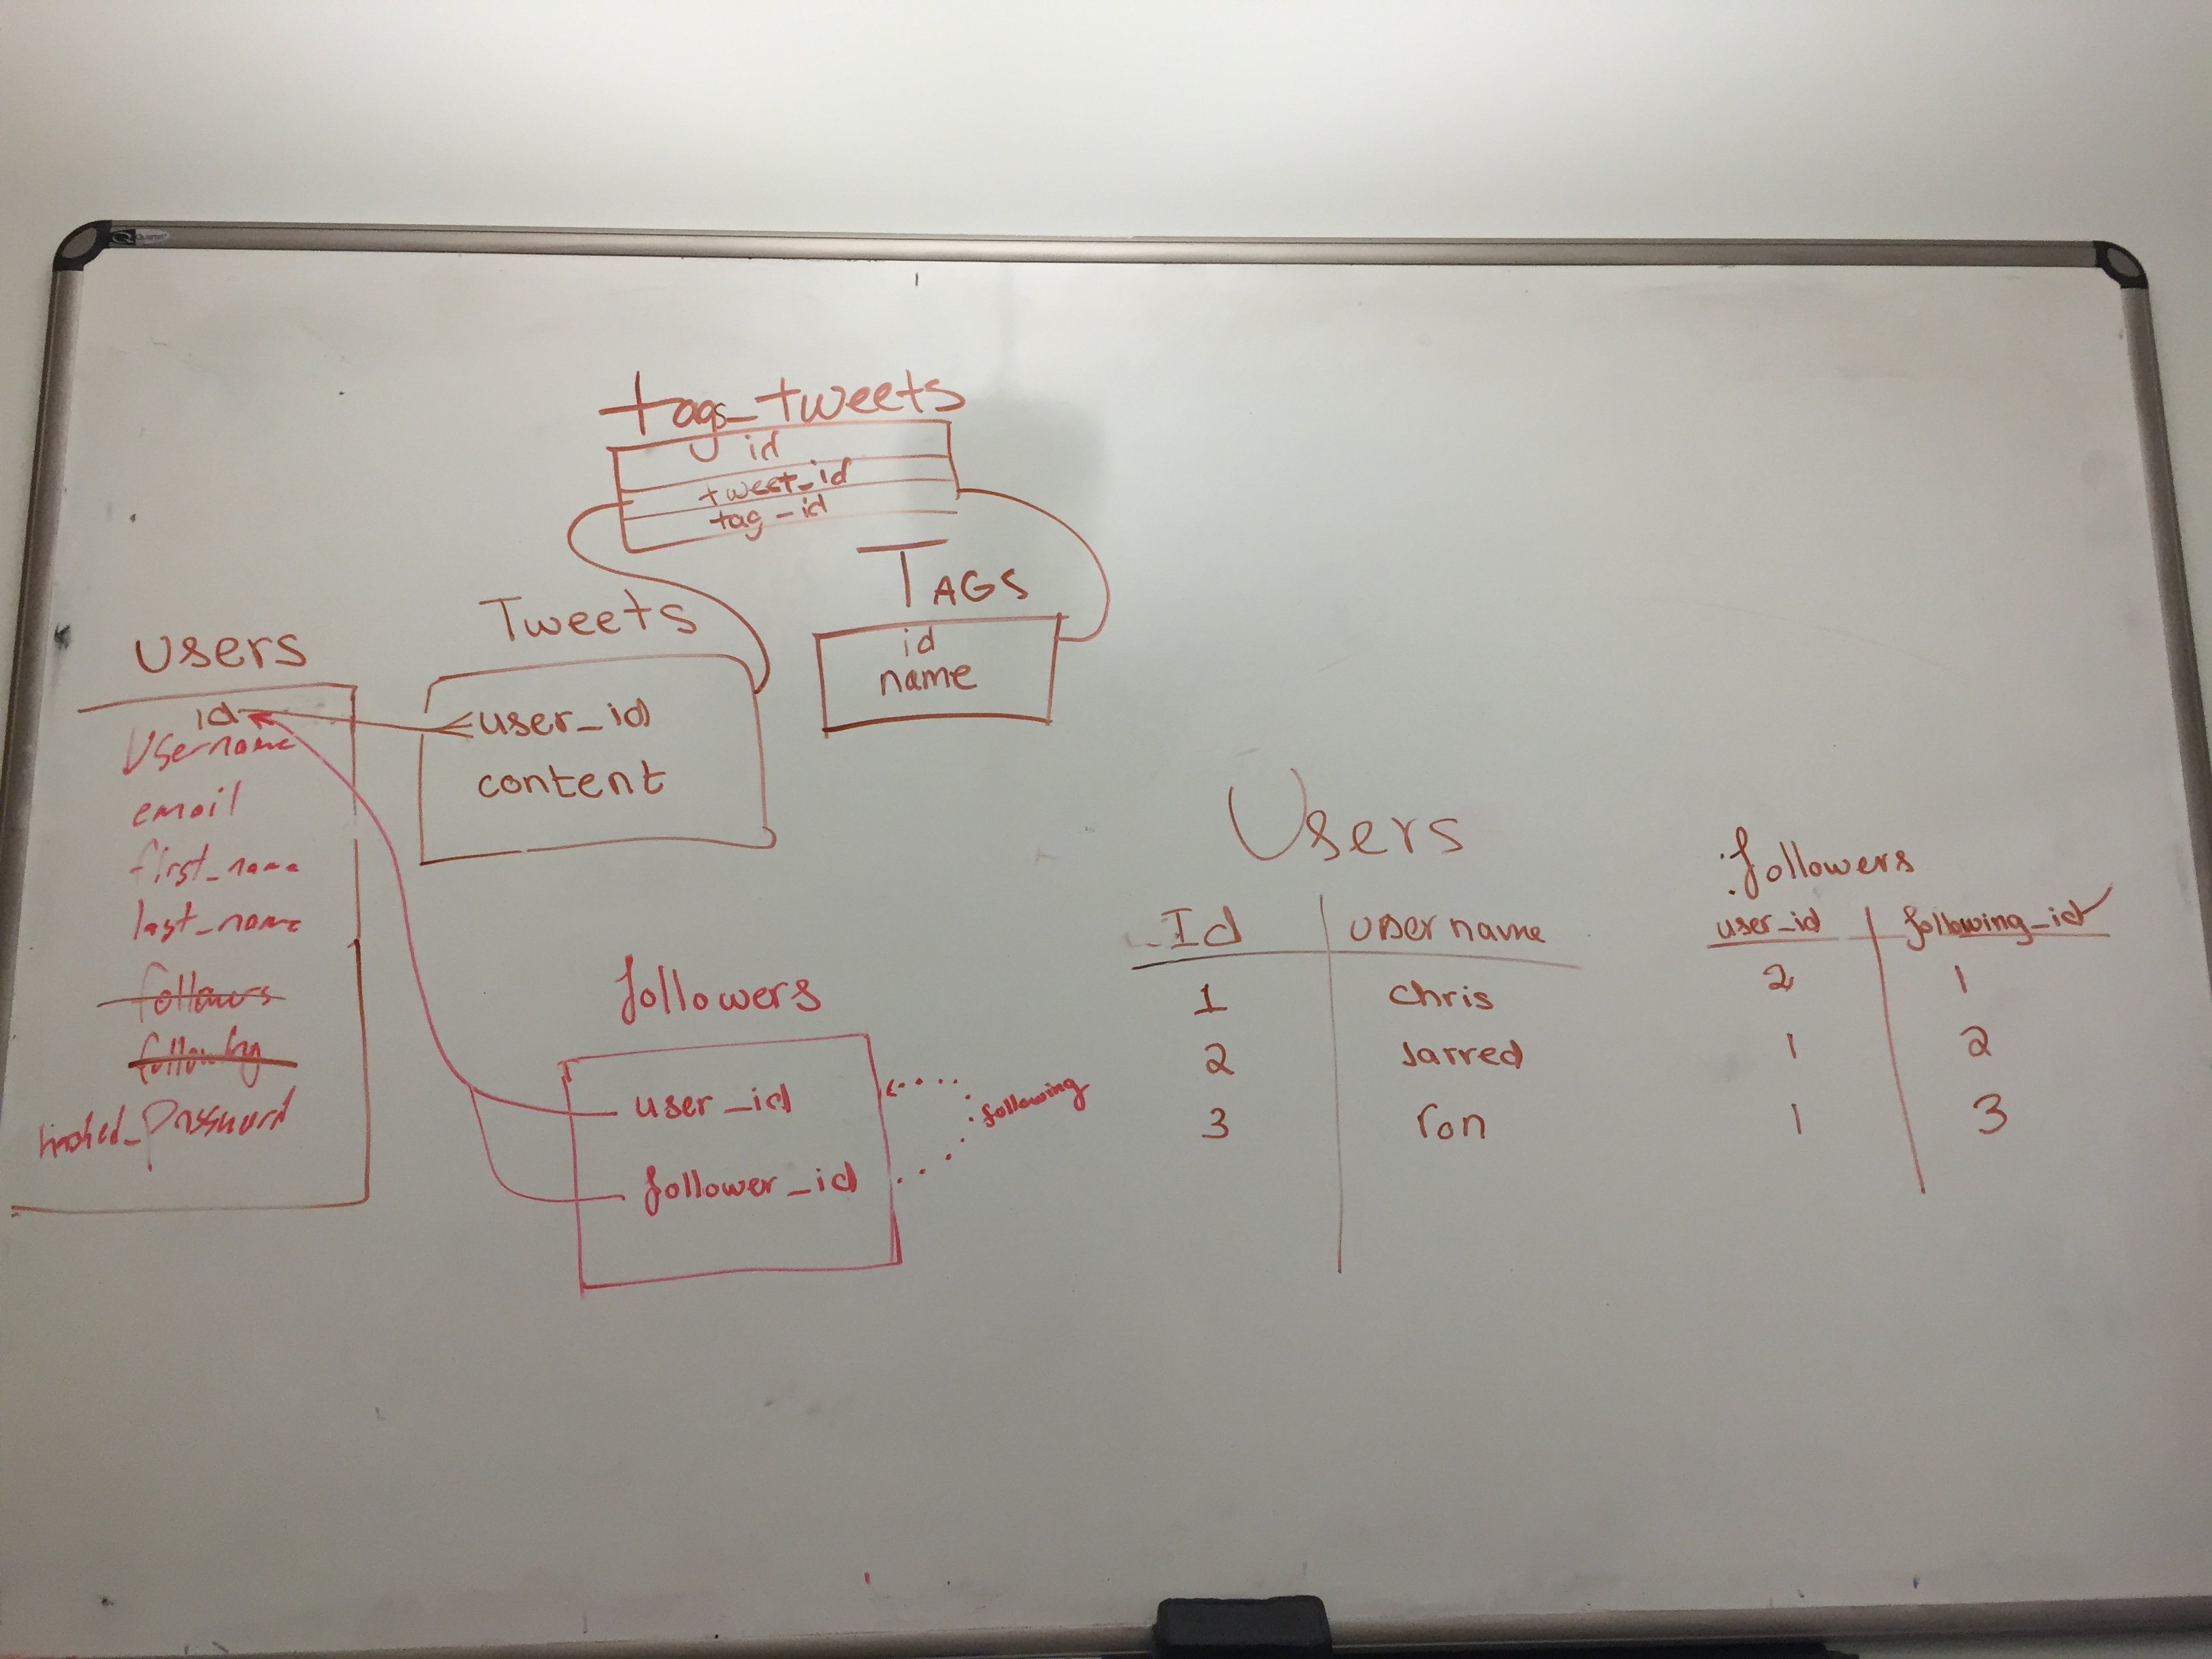 tags_tweets
id
tweet_id
tag_id
TAGS
id
name
Tweets
user_id
content
users
id
Username
email
first_name
last_name
followers
following
hashed_Password
followers
user_id
follower_id
following
Users
Id username
1 chris
2 Jarred
3 ron
followers
user_id following_id
2 1
1 2
1 3